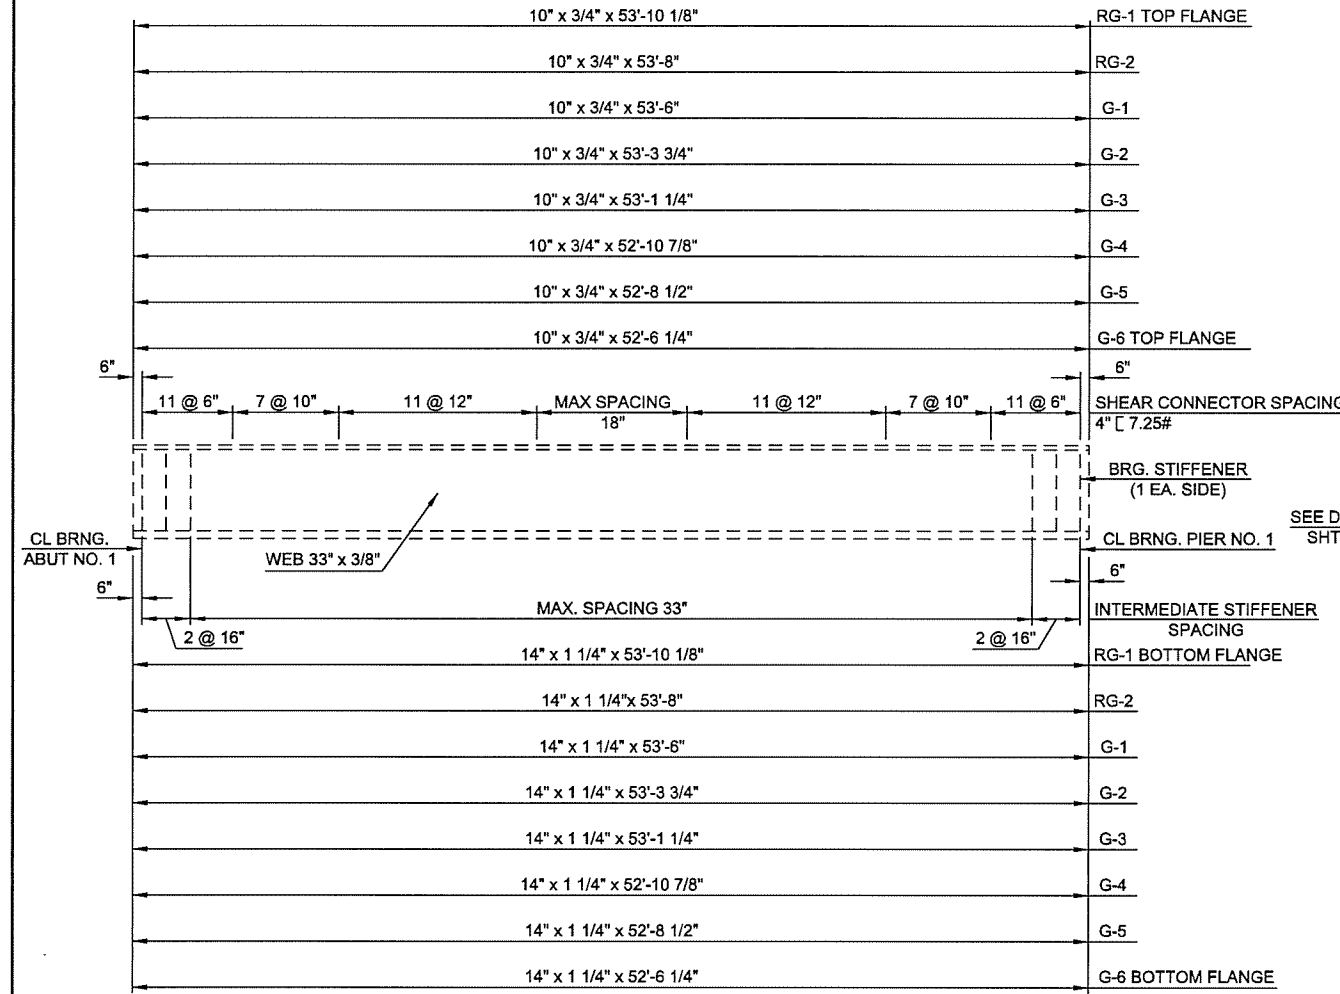 10" x 3/4" x 53'-10 1/8" RG-1 TOP FLANGE
10" x 3/4" x 53'-8" RG-2
10" x 3/4" x 53'-6" G-1
10" x 3/4" x 53'-3 3/4" G-2
10" x 3/4" x 53'-1 1/4" G-3
10" x 3/4" x 52'-10 7/8" G-4
10" x 3/4" x 52'-8 1/2" G-5
10" x 3/4" x 52'-6 1/4" G-6 TOP FLANGE
6" 6"
11 @ 6" 7 @ 10" 11 @ 12" MAX SPACING 11 @ 12" 7 @ 10" 11 @ 6" SHEAR CONNECTOR SPACING
18" 4" [ 7.25#
BRG. STIFFENER
(1 EA. SIDE)
SEE D
SHT
CL BRNG.
ABUT NO. 1
WEB 33" x 3/8"
CL BRNG. PIER NO. 1
6" 6"
MAX. SPACING 33" INTERMEDIATE STIFFENER
SPACING
2 @ 16" 2 @ 16"
14" x 1 1/4" x 53'-10 1/8" RG-1 BOTTOM FLANGE
14" x 1 1/4"x 53'-8" RG-2
14" x 1 1/4" x 53'-6" G-1
14" x 1 1/4" x 53'-3 3/4" G-2
14" x 1 1/4" x 53'-1 1/4" G-3
14" x 1 1/4" x 52'-10 7/8" G-4
14" x 1 1/4" x 52'-8 1/2" G-5
14" x 1 1/4" x 52'-6 1/4" G-6 BOTTOM FLANGE